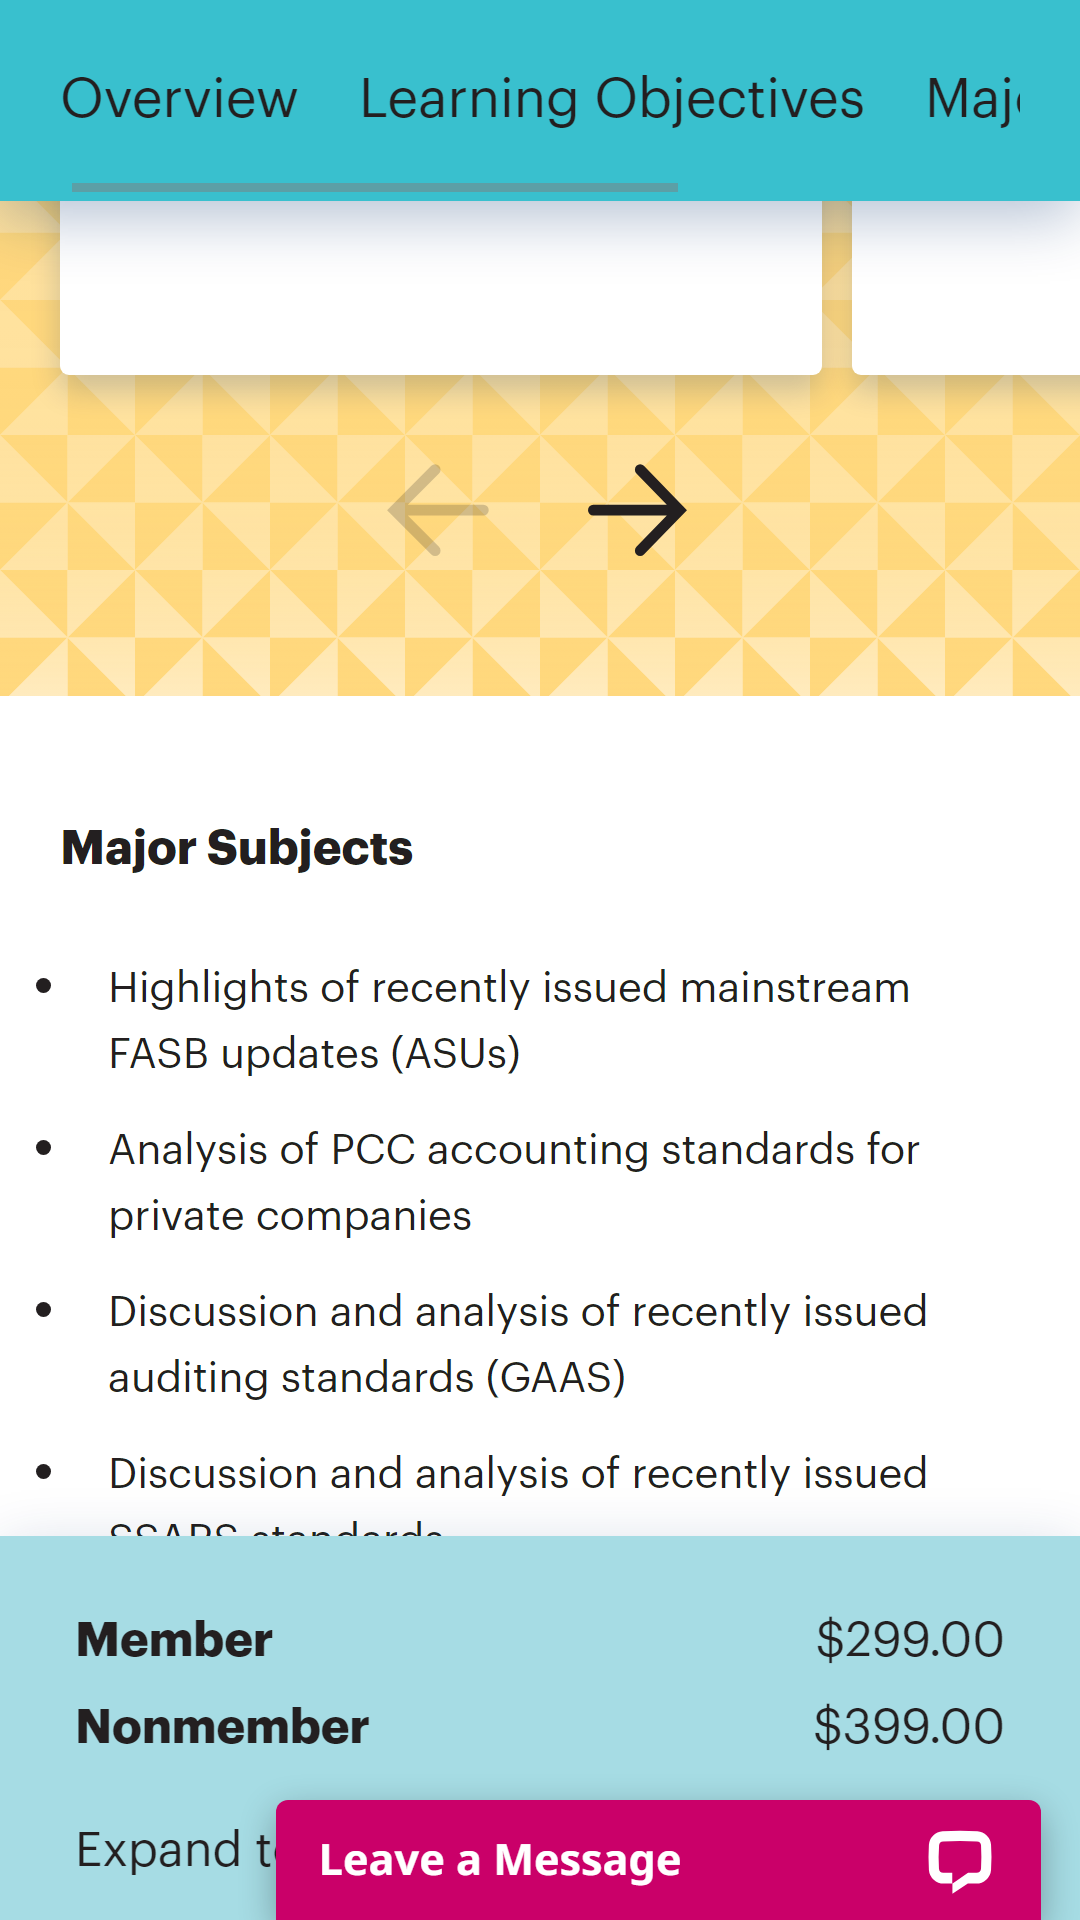 Overview Learning Objectives
Major Subjects
Highlights of recently issued mainstream
FASB updates (ASUs)
Analysis of PCC accounting standards for
private companies
Discussion and analysis of recently issued
auditing standards (GAAS)
Discussion and analysis of recently issued
SSARS standards
Member $299.00
Nonmember $399.00
Expand
Leave a Message